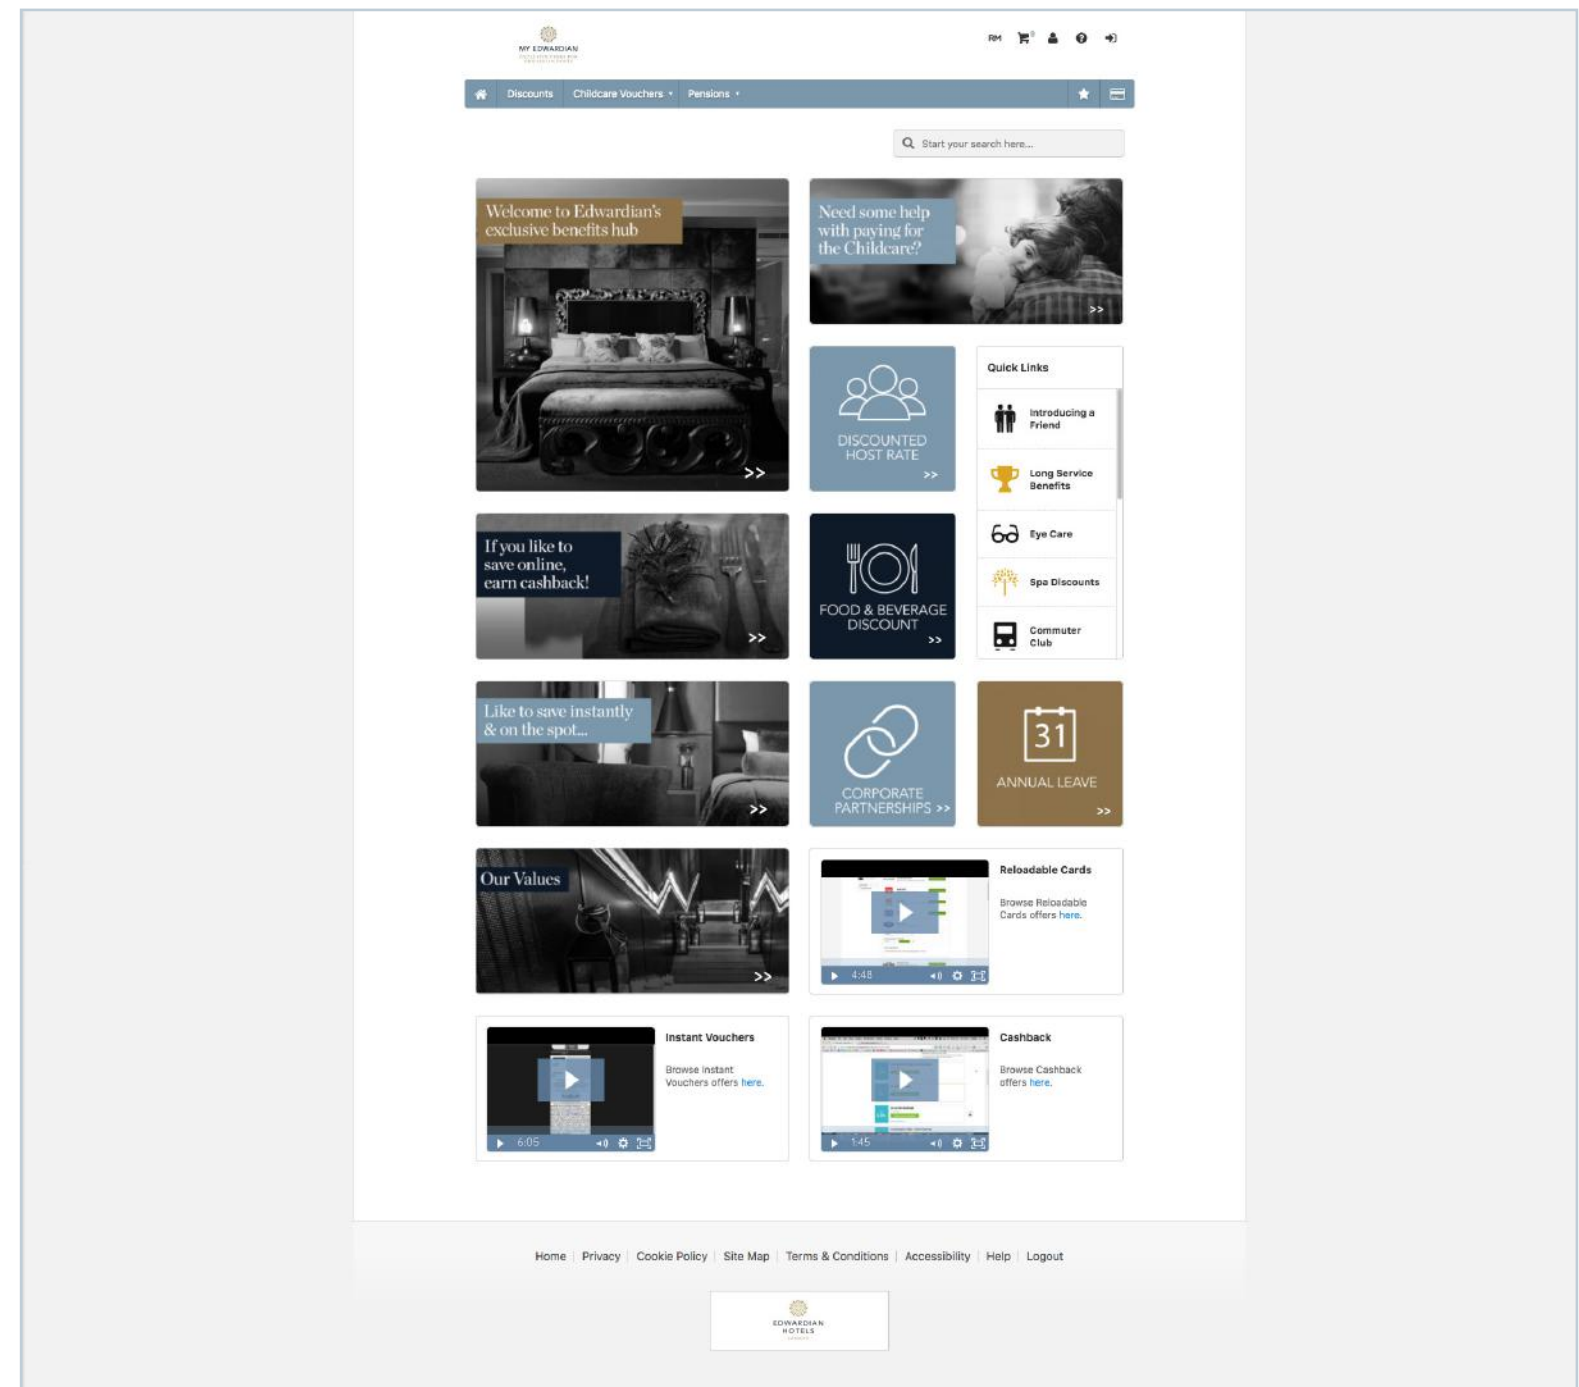 MY EDWARDIAN
RM
0
Discounts
Childcare Vouchers
Pensions
Start your search here...
Welcome to Edwardian's
exclusive benefits hub
>>
Need some help
with paying for
the Childcare?
>>
DISCOUNTED
HOST RATE
>>
Quick Links
Introducing a
Friend
Long Service
Benefits
Eye Care
Spa Discounts
Commuter
Club
If you like to
save online,
earn cashback!
>>
FOOD & BEVERAGE
DISCOUNT
>>
Like to save instantly
& on the spot...
>>
CORPORATE
PARTNERSHIPS >>
31
ANNUAL LEAVE
>>
Our Values
>>
4:48
Reloadable Cards
Browse Reloadable
Cards offers here.
6:05
Instant Vouchers
Browse Instant
Vouchers offers here.
1:45
Cashback
Browse Cashback
offers here.
Home | Privacy | Cookie Policy | Site Map | Terms & Conditions | Accessibility | Help | Logout
EDWARDIAN
HOTELS